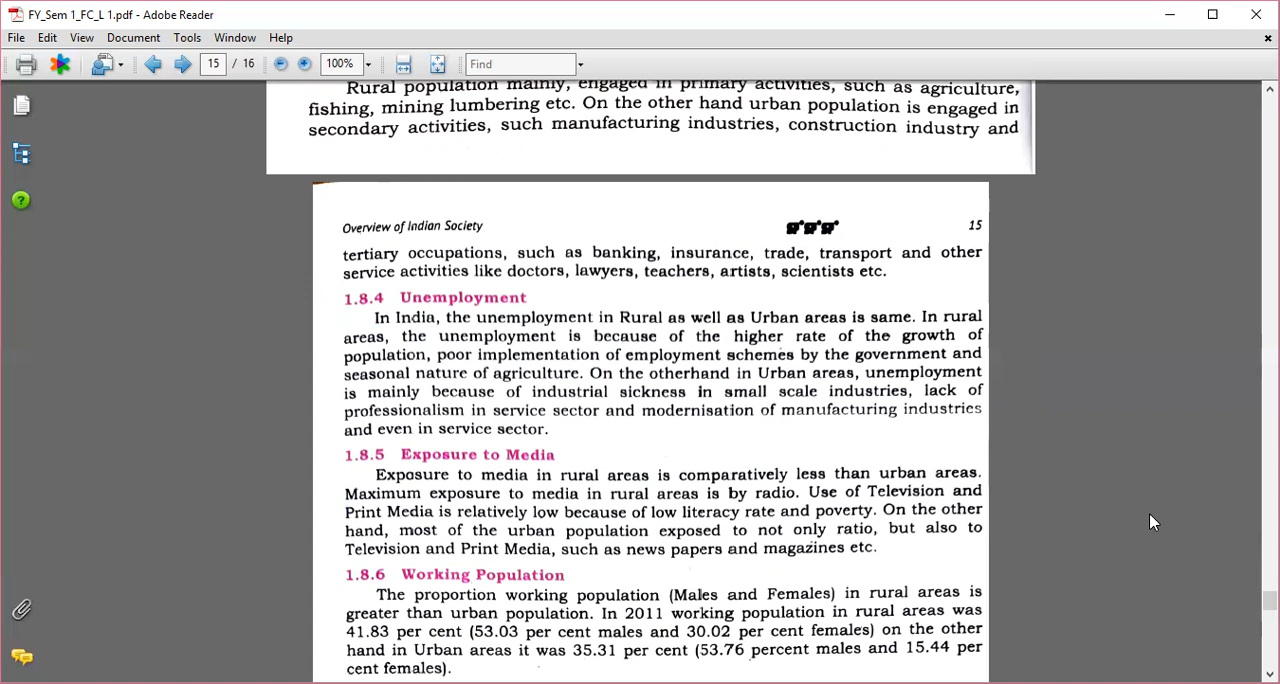 FY_Sem 1_FC_L 1.pdf - Adobe Reader
File Edit View Document Tools Window Help
15 / 16 100% Find
Rural population mainly, engaged in primary activities, such as agriculture,
fishing, mining lumbering etc. On the other hand urban population is engaged in
secondary activities, such manufacturing industries, construction industry and
Overview of Indian Society 15
tertiary occupations, such as banking, insurance, trade, transport and other
service activities like doctors, lawyers, teachers, artists, scientists etc.
1.8.4 Unemployment
In India, the unemployment in Rural as well as Urban areas is same. In rural
areas, the unemployment is because of the higher rate of the growth of
population, poor implementation of employment schemes by the government and
seasonal nature of agriculture. On the otherhand in Urban areas, unemployment
is mainly because of industrial sickness in small scale industries, lack of
professionalism in service sector and modernisation of manufacturing industries
and even in service sector.
1.8.5 Exposure to Media
Exposure to media in rural areas is comparatively less than urban areas.
Maximum exposure to media in rural areas is by radio. Use of Television and
Print Media is relatively low because of low literacy rate and poverty. On the other
hand, most of the urban population exposed to not only ratio, but also to
Television and Print Media, such as news papers and magazines etc.
1.8.6 Working Population
The proportion working population (Males and Females) in rural areas is
greater than urban population. In 2011 working population in rural areas was
41.83 per cent (53.03 per cent males and 30.02 per cent females) on the other
hand in Urban areas it was 35.31 per cent (53.76 percent males and 15.44 per
cent females).